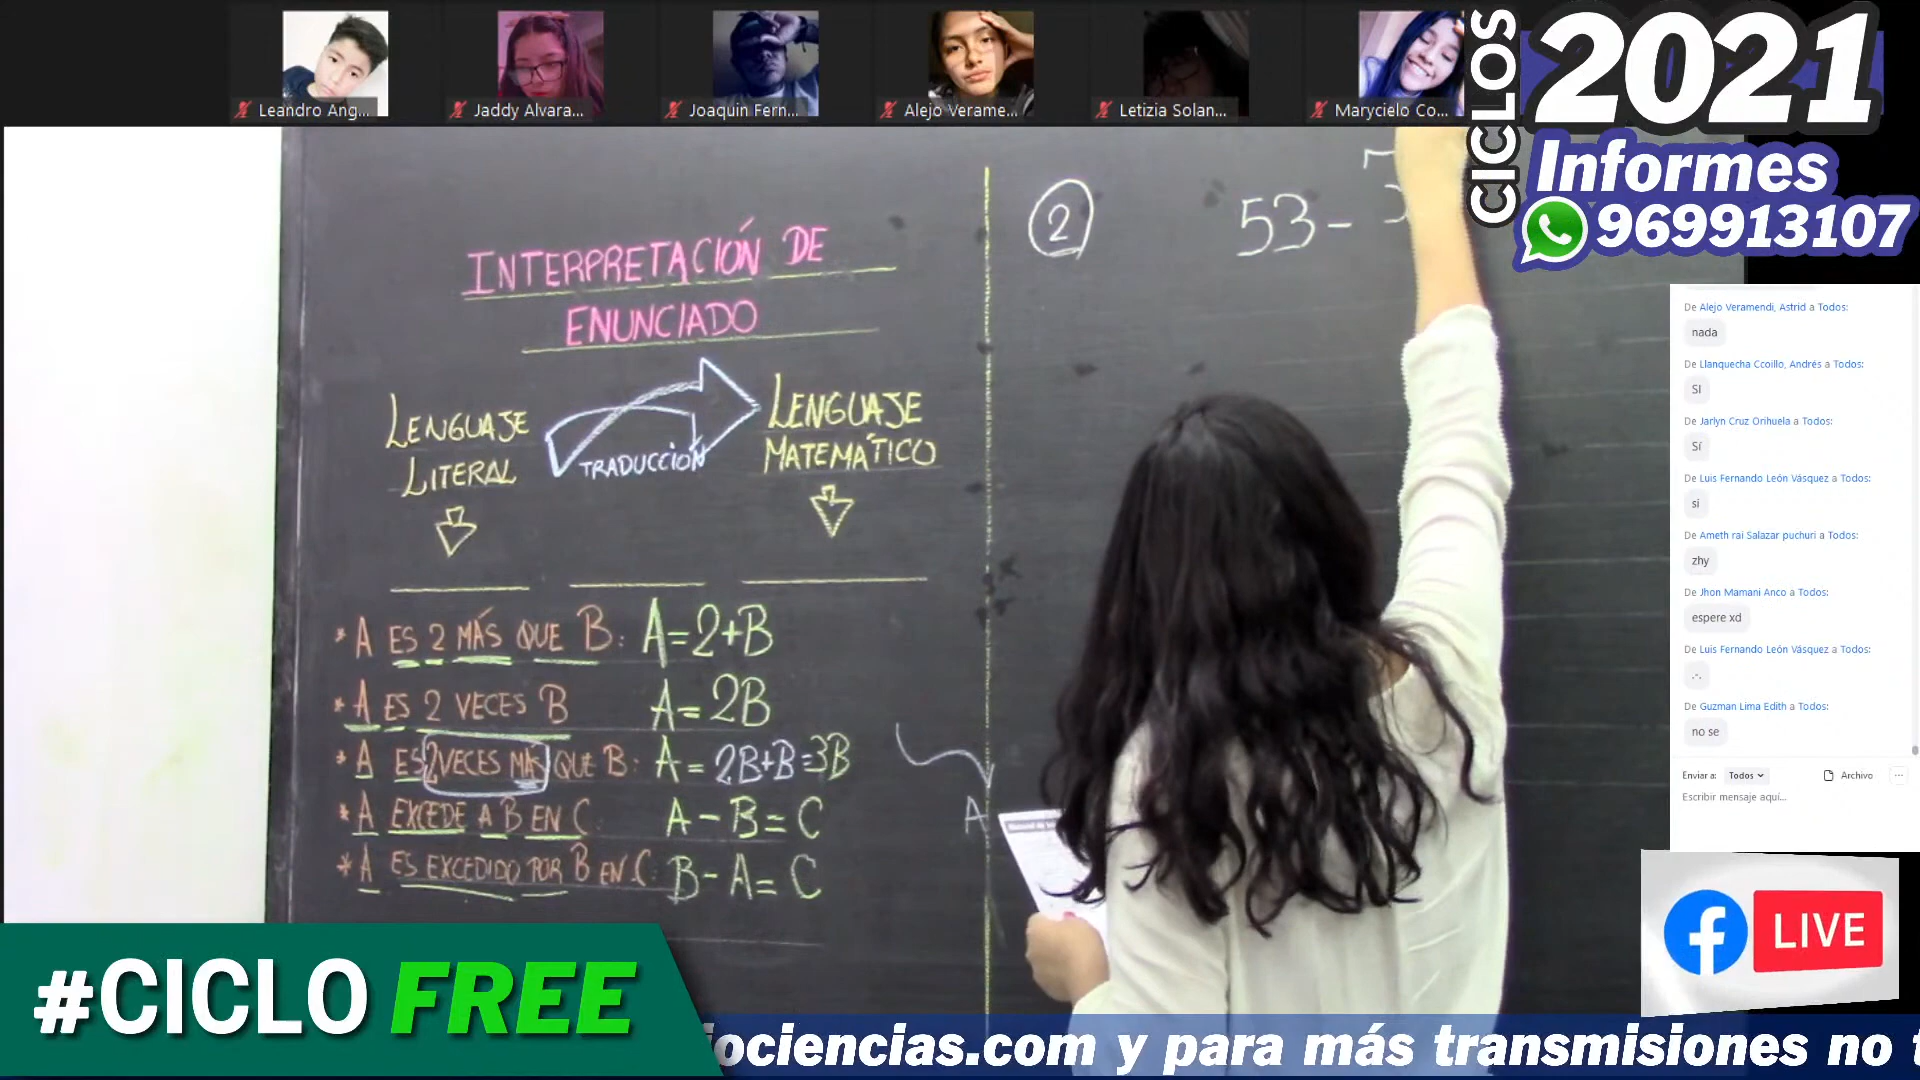 Leandro Ang...
Jaddy Alvara...
Joaquin Fern...
Alejo Verame...
Letizia Solan...
Marycielo Co...
CICLOS
2021
Informes
969913107
INTERPRETACIÓN DE
ENUNCIADO
LENGUAJE
LITERAL
TRADUCCIÓN
LENGUAJE
MATEMÁTICO
* A ES 2 MÁS QUE B: A=2+B
* A ES 2 VECES B A=2B
* A ES 2 VECES MÁS QUE B: A = 2B+B=3B
* A EXCEDE A B EN C. A-B=C
* A ES EXCEDIDO POR B EN C: B-A=C
2
53-
A
De Alejo Veramendi, Astrid a Todos:
nada
De Llanquecha Ccoillo, Andrés a Todos:
SI
De Jarlyn Cruz Orihuela a Todos:
Sí
De Luis Fernando León Vásquez a Todos:
sí
De Ameth rai Salazar puchuri a Todos:
zhy
De Jhon Mamani Anco a Todos:
espere xd
De Luis Fernando León Vásquez a Todos:
.-.
De Guzman Lima Edith a Todos:
no se
Enviar a: Todos
Archivo
...
Escribir mensaje aquí...
f LIVE
#CICLO FREE
jociencias.com y para más transmisiones no t